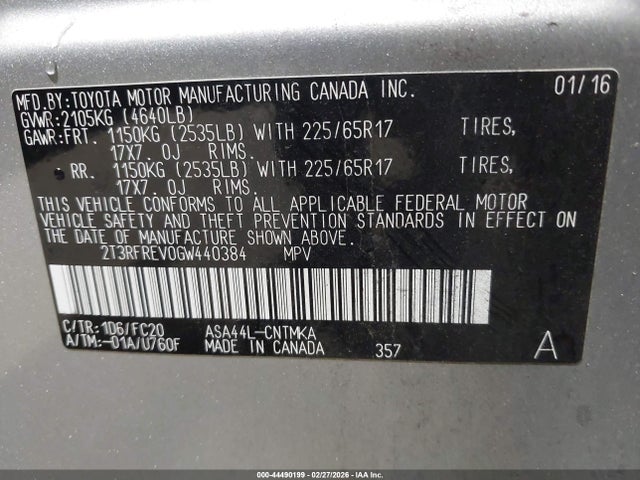 MFD.BY:TOYOTA MOTOR MANUFACTURING CANADA INC. 01/16
GVWR:2105KG (4640LB)
GAWR:FRT. 1150KG (2535LB) WITH 225/65R17 TIRES,
17X7.0J RIMS.
RR. 1150KG (2535LB) WITH 225/65R17 TIRES,
17X7.0J RIMS.
THIS VEHICLE CONFORMS TO ALL APPLICABLE FEDERAL MOTOR
VEHICLE SAFETY AND THEFT PREVENTION STANDARDS IN EFFECT ON
THE DATE OF MANUFACTURE SHOWN ABOVE.
2T3RFREV0GW440384 MPV
C/TR:1D6/FC20 ASA44L-CNTMKA
A/TM:-01A/U760F MADE IN CANADA 357 A
000-44490199 - 02/27/2026 - IAAI, Inc.